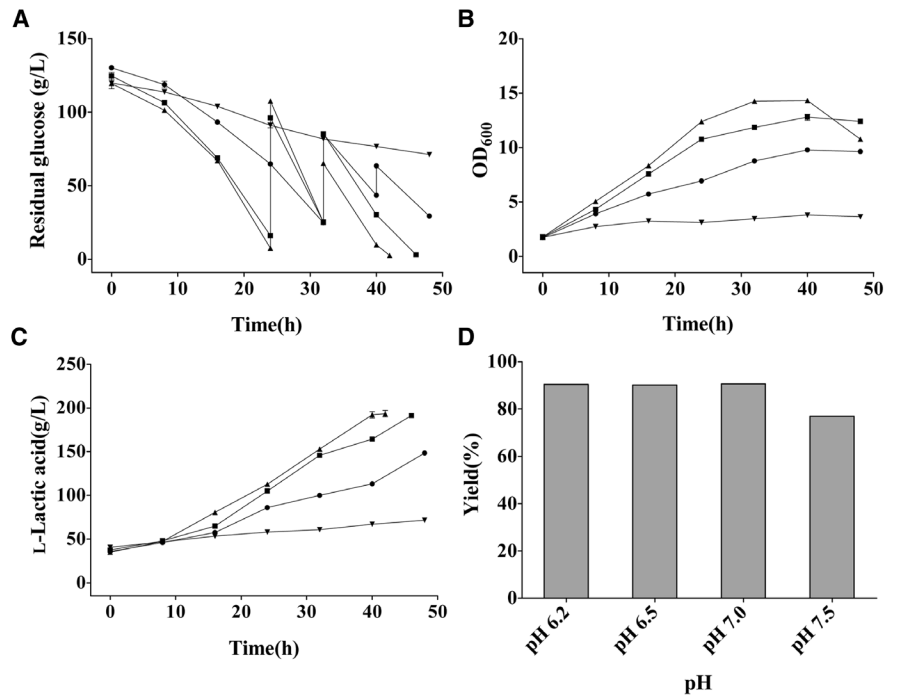 A
Residual glucose (g/L)
150
100
50
0
0 10 20 30 40 50
Time(h)
B
OD600
20
15
10
5
0
0 10 20 30 40 50
Time(h)
C
L-Lactic acid(g/L)
250
200
150
100
50
0
0 10 20 30 40 50
Time(h)
D
Yield(%)
100
80
60
40
20
0
pH 6.2 pH 6.5 pH 7.0 pH 7.5
pH